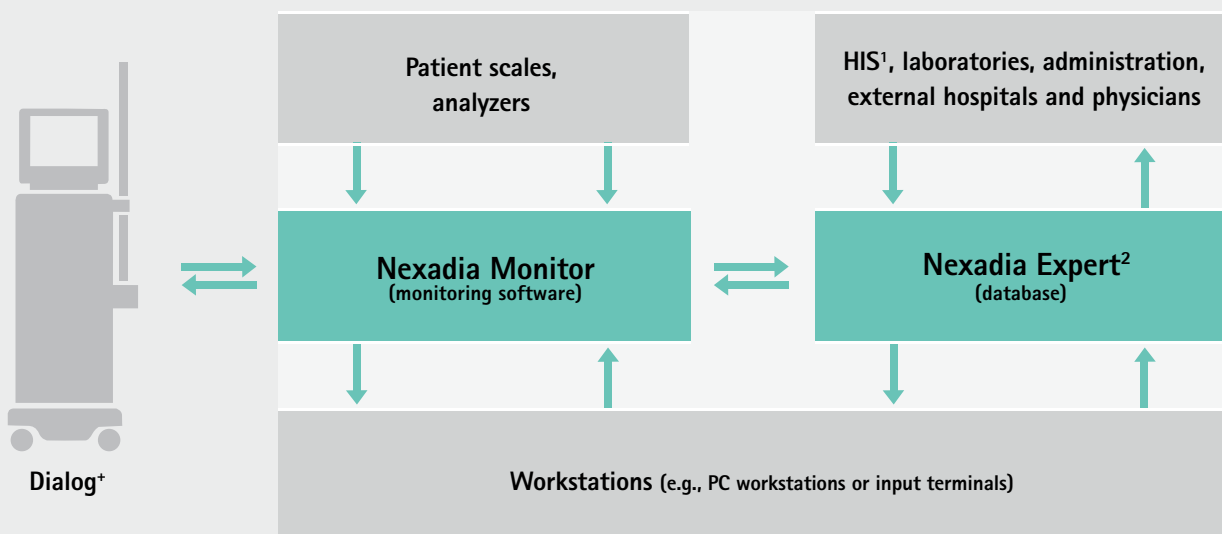 Patient scales,
analyzers
HIS¹, laboratories, administration,
external hospitals and physicians
Nexadia Monitor
(monitoring software)
Nexadia Expert²
(database)
Dialog⁺
Workstations (e.g., PC workstations or input terminals)